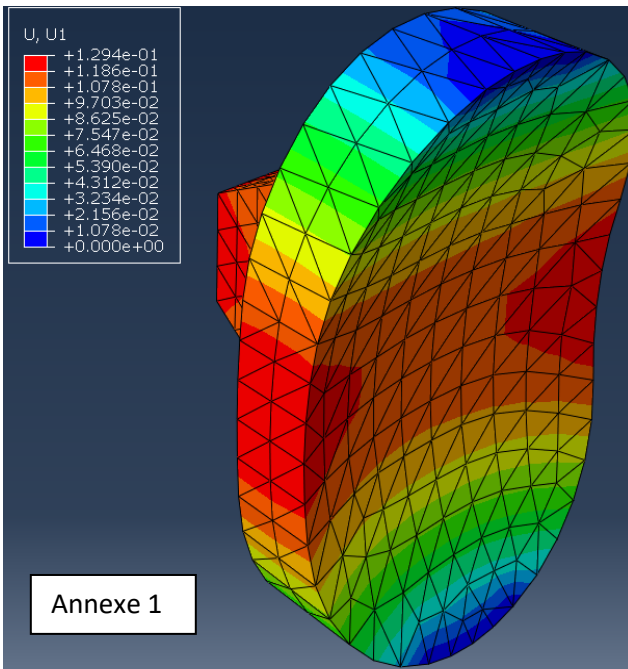 U, U1
+1.294e-01
+1.186e-01
+1.078e-01
+9.703e-02
+8.625e-02
+7.547e-02
+6.468e-02
+5.390e-02
+4.312e-02
+3.234e-02
+2.156e-02
+1.078e-02
+0.000e+00
Annexe 1